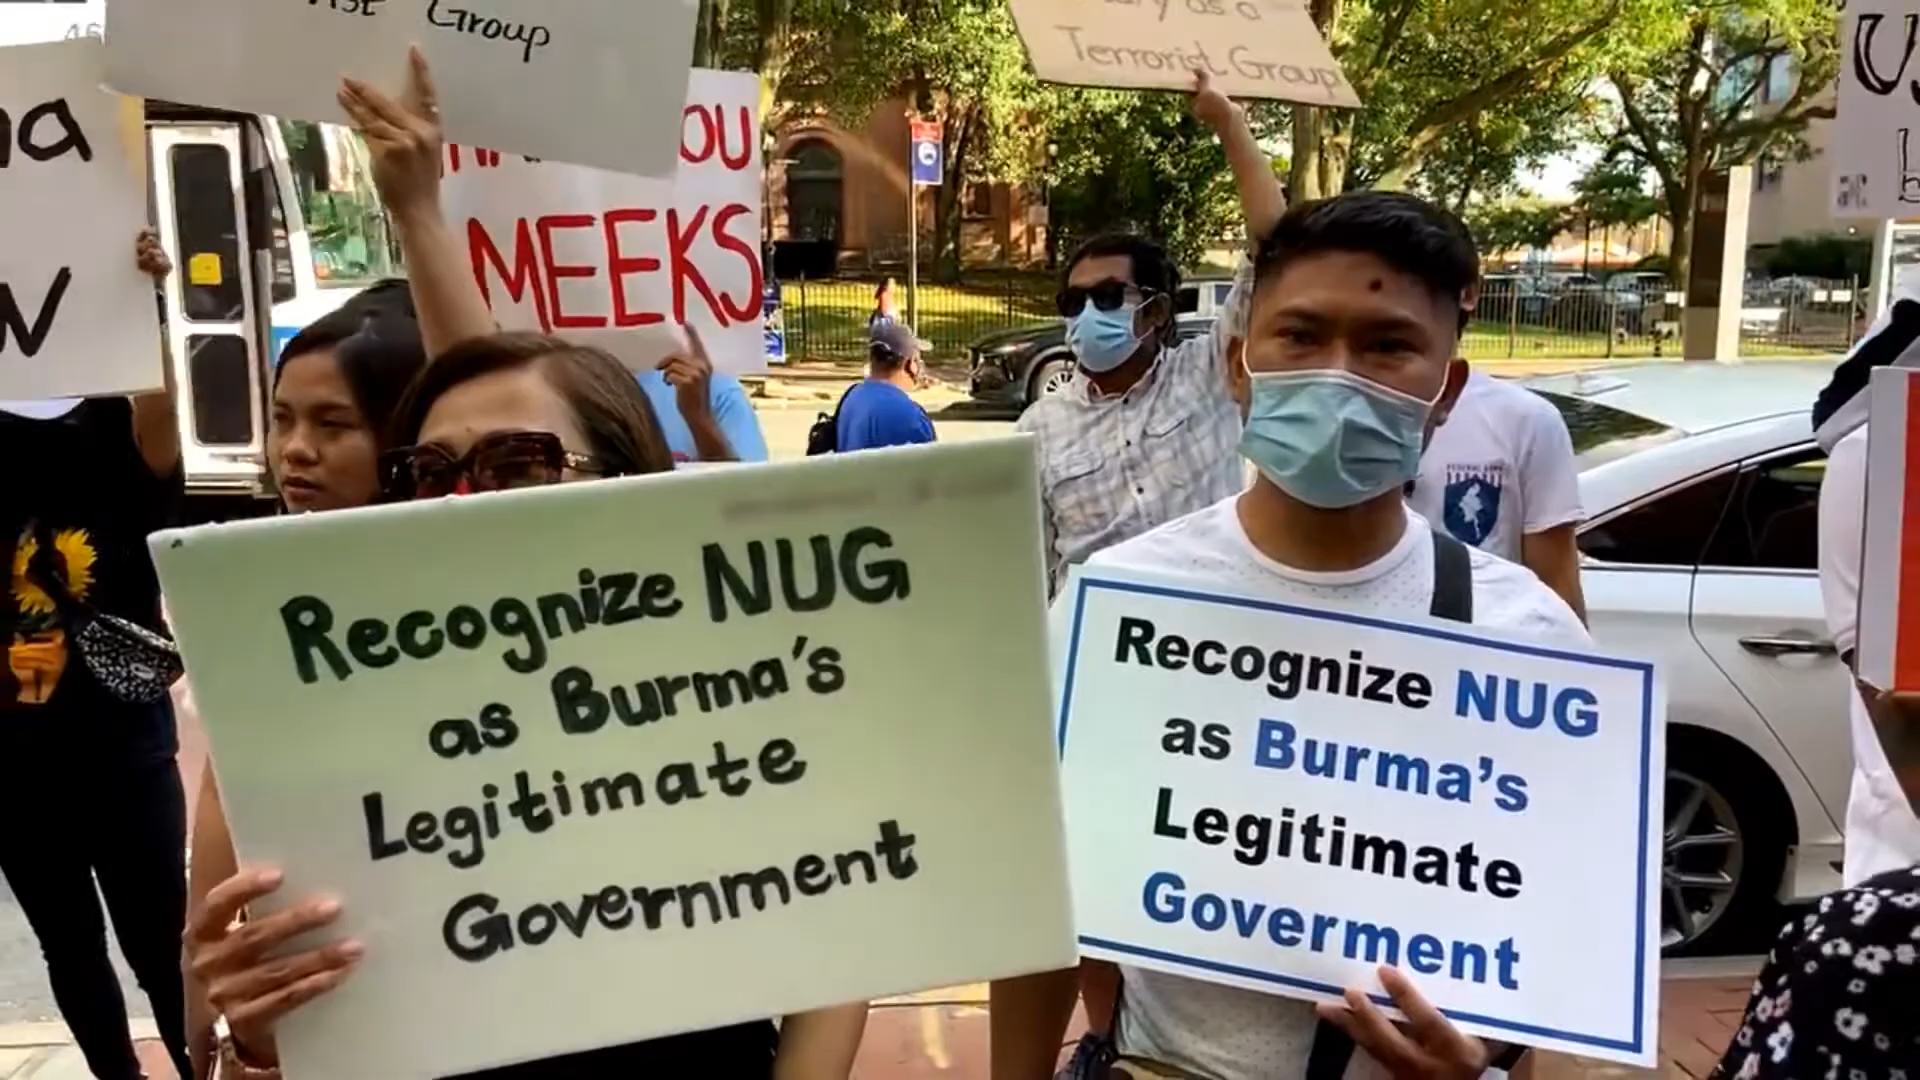 Group
Terrorist Group
MEEKS
Recognize NUG
as Burma's
Legitimate
Government
Recognize NUG
as Burma's
Legitimate
Goverment